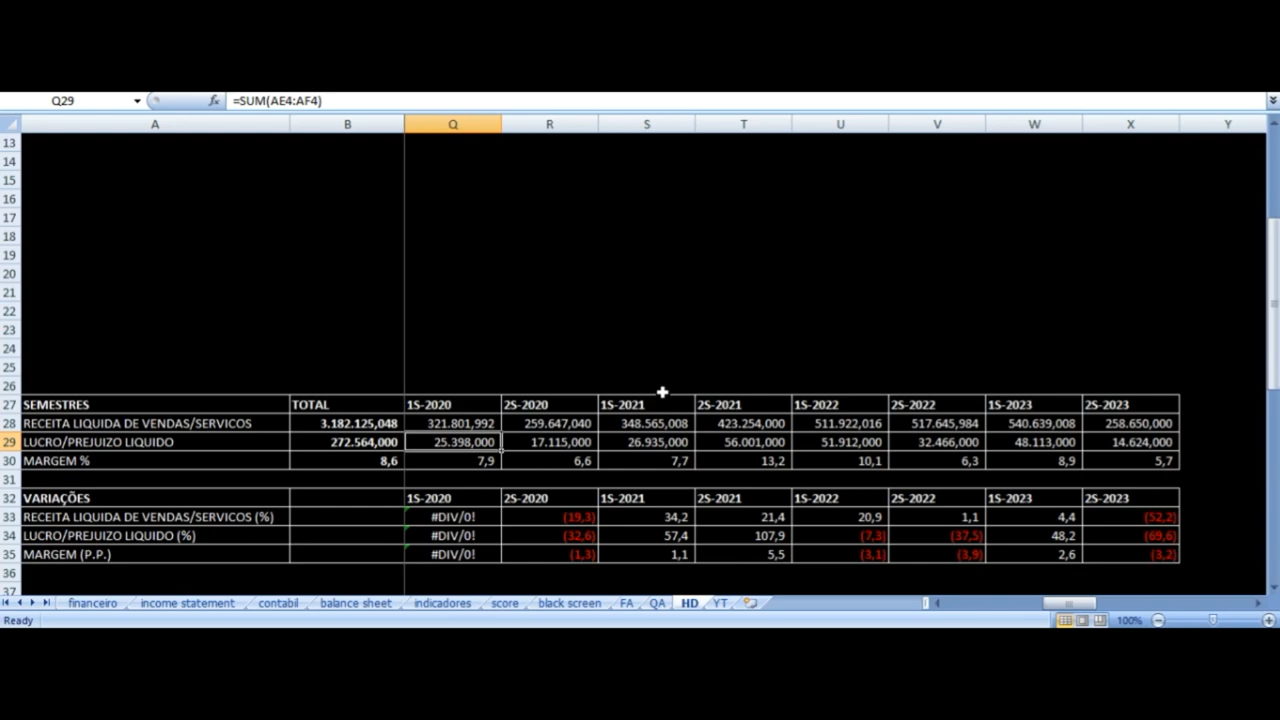 Q29 fx =SUM(AE4:AF4)
A B Q R S T U V W X Y
13
14
15
16
17
18
19
20
21
22
23
24
25
26
27 SEMESTRES TOTAL 1S-2020 2S-2020 1S-2021 2S-2021 1S-2022 2S-2022 1S-2023 2S-2023
28 RECEITA LIQUIDA DE VENDAS/SERVICOS 3.182.125,048 321.801,992 259.647,040 348.565,008 423.254,000 511.922,016 517.645,984 540.639,008 258.650,000
29 LUCRO/PREJUIZO LIQUIDO 272.564,000 25.398,000 17.115,000 26.935,000 56.001,000 51.912,000 32.466,000 48.113,000 14.624,000
30 MARGEM % 8,6 7,9 6,6 7,7 13,2 10,1 6,3 8,9 5,7
31
32 VARIAÇÕES 1S-2020 2S-2020 1S-2021 2S-2021 1S-2022 2S-2022 1S-2023 2S-2023
33 RECEITA LIQUIDA DE VENDAS/SERVICOS (%) #DIV/0! (19,3) 34,2 21,4 20,9 1,1 4,4 (52,2)
34 LUCRO/PREJUIZO LIQUIDO (%) #DIV/0! (32,6) 57,4 107,9 (7,3) (37,5) 48,2 (69,6)
35 MARGEM (P.P.) #DIV/0! (1,3) 1,1 5,5 (3,1) (3,9) 2,6 (3,2)
36
37
financeiro income statement contabil balance sheet indicadores score black screen FA QA HD YT
Ready 100%